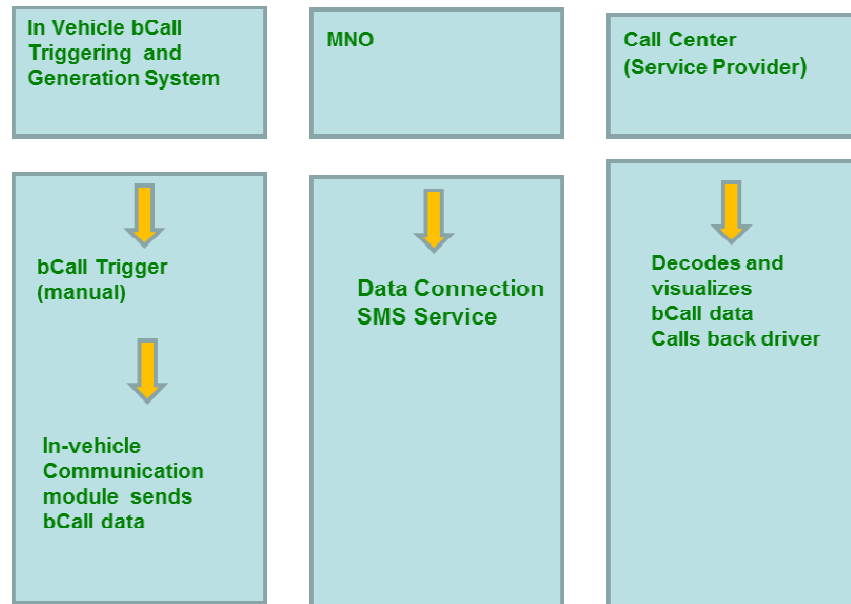 In Vehicle bCall
Triggering and
Generation System
MNO
Call Center
(Service Provider)
bCall Trigger
(manual)
In-vehicle
Communication
module sends
bCall data
Data Connection
SMS Service
Decodes and
visualizes
bCall data
Calls back driver